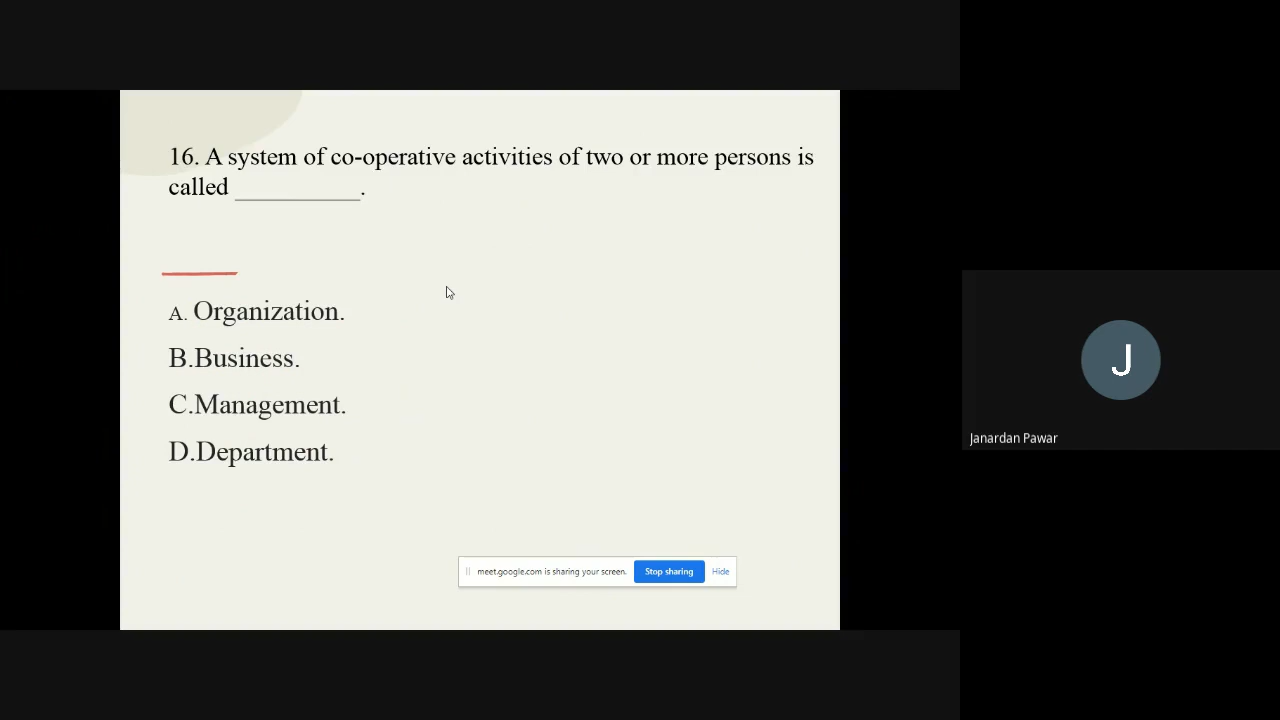 16. A system of co-operative activities of two or more persons is
called __________.
A. Organization.
B.Business.
C.Management.
D.Department.
meet.google.com is sharing your screen. Stop sharing Hide
J
Janardan Pawar